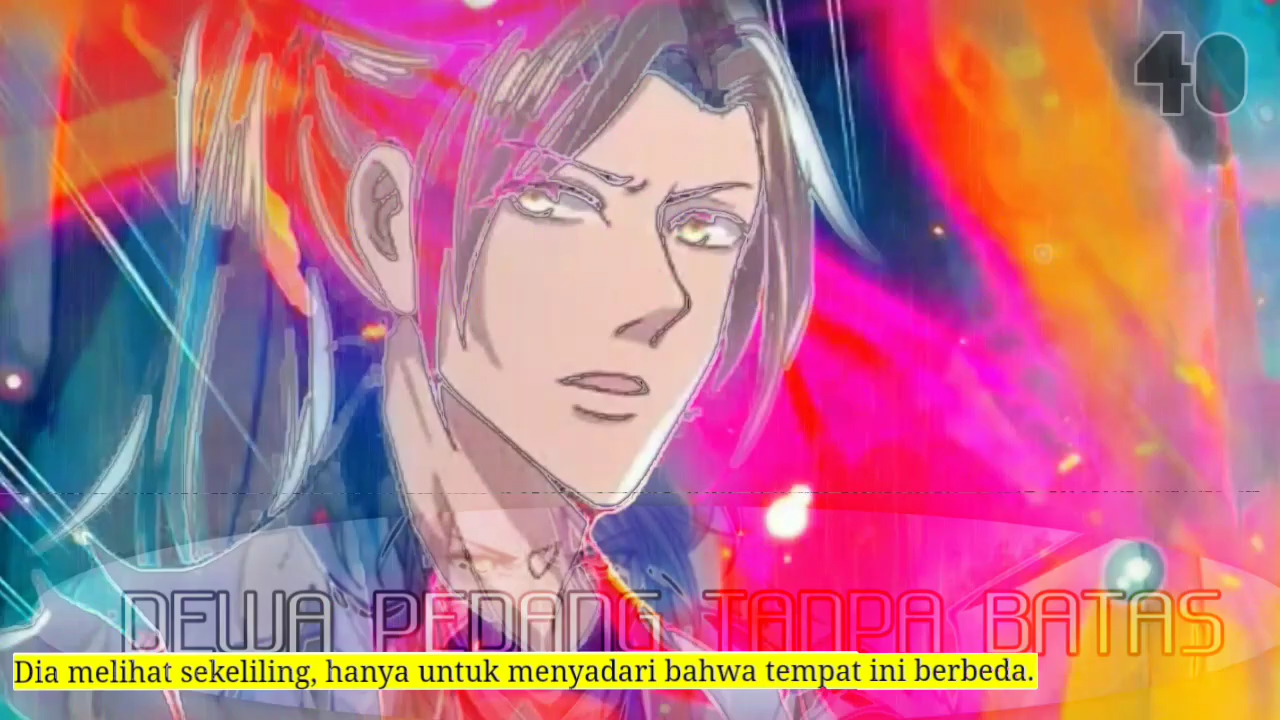 40
DEWA PEDANG TANPA BATAS
Dia melihat sekeliling, hanya untuk menyadari bahwa tempat ini berbeda.